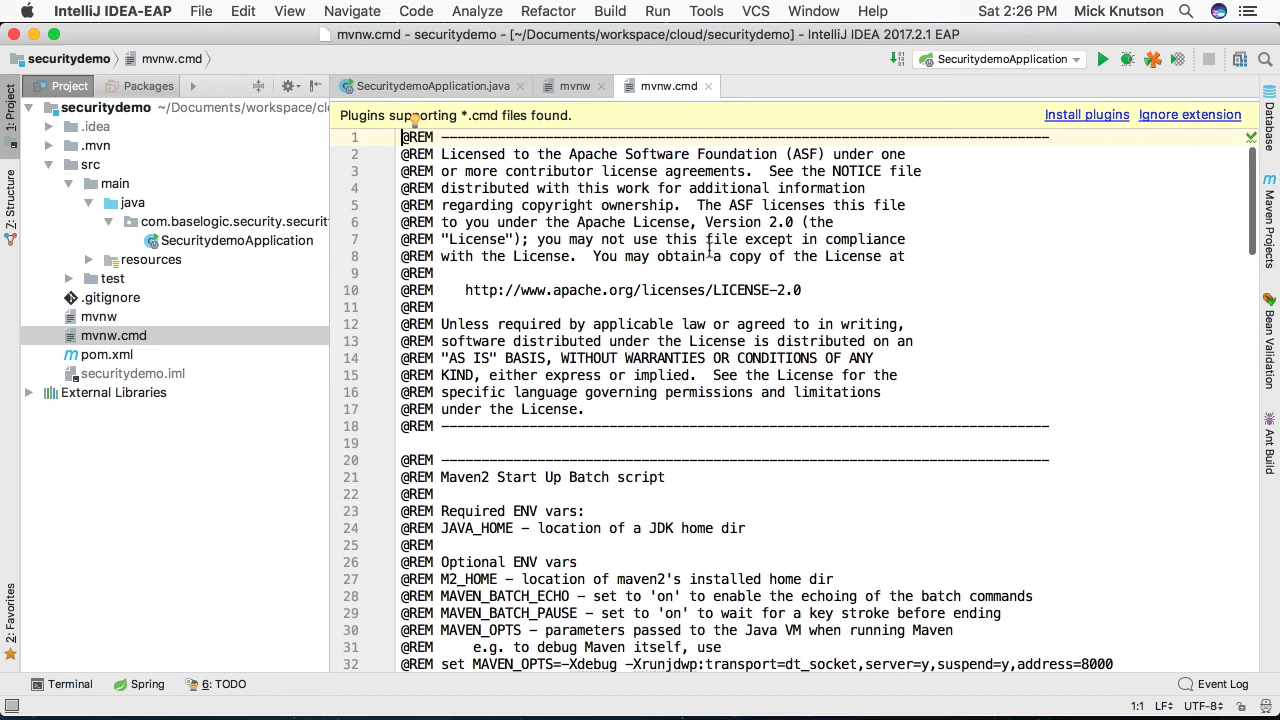 IntelliJ IDEA-EAP File Edit View Navigate Code Analyze Refactor Build Run Tools VCS Window Help Sat 2:26 PM Mick Knutson
mvnw.cmd - securitydemo - [~/Documents/workspace/cloud/securitydemo] - IntelliJ IDEA 2017.2.1 EAP
securitydemo mvnw.cmd SecuritydemoApplication
Project Packages SecuritydemoApplication.java mvnw mvnw.cmd
1: Project
Z: Structure
2: Favorites
securitydemo ~/Documents/workspace/cl
.idea
.mvn
src
main
java
com.baselogic.security.securit
SecuritydemoApplication
resources
test
.gitignore
mvnw
mvnw.cmd
pom.xml
securitydemo.iml
External Libraries
Plugins supporting *.cmd files found. Install plugins Ignore extension
1 @REM ----------------------------------------------------------------------------
2 @REM Licensed to the Apache Software Foundation (ASF) under one
3 @REM or more contributor license agreements.  See the NOTICE file
4 @REM distributed with this work for additional information
5 @REM regarding copyright ownership.  The ASF licenses this file
6 @REM to you under the Apache License, Version 2.0 (the
7 @REM "License"); you may not use this file except in compliance
8 @REM with the License.  You may obtain a copy of the License at
9 @REM
10 @REM    http://www.apache.org/licenses/LICENSE-2.0
11 @REM
12 @REM Unless required by applicable law or agreed to in writing,
13 @REM software distributed under the License is distributed on an
14 @REM "AS IS" BASIS, WITHOUT WARRANTIES OR CONDITIONS OF ANY
15 @REM KIND, either express or implied.  See the License for the
16 @REM specific language governing permissions and limitations
17 @REM under the License.
18 @REM ----------------------------------------------------------------------------
19
20 @REM ----------------------------------------------------------------------------
21 @REM Maven2 Start Up Batch script
22 @REM
23 @REM Required ENV vars:
24 @REM JAVA_HOME - location of a JDK home dir
25 @REM
26 @REM Optional ENV vars
27 @REM M2_HOME - location of maven2's installed home dir
28 @REM MAVEN_BATCH_ECHO - set to 'on' to enable the echoing of the batch commands
29 @REM MAVEN_BATCH_PAUSE - set to 'on' to wait for a key stroke before ending
30 @REM MAVEN_OPTS - parameters passed to the Java VM when running Maven
31 @REM     e.g. to debug Maven itself, use
32 @REM set MAVEN_OPTS=-Xdebug -Xrunjdwp:transport=dt_socket,server=y,suspend=y,address=8000
Database
Maven Projects
Bean Validation
Ant Build
Terminal Spring 6: TODO Event Log
1:1 LF UTF-8